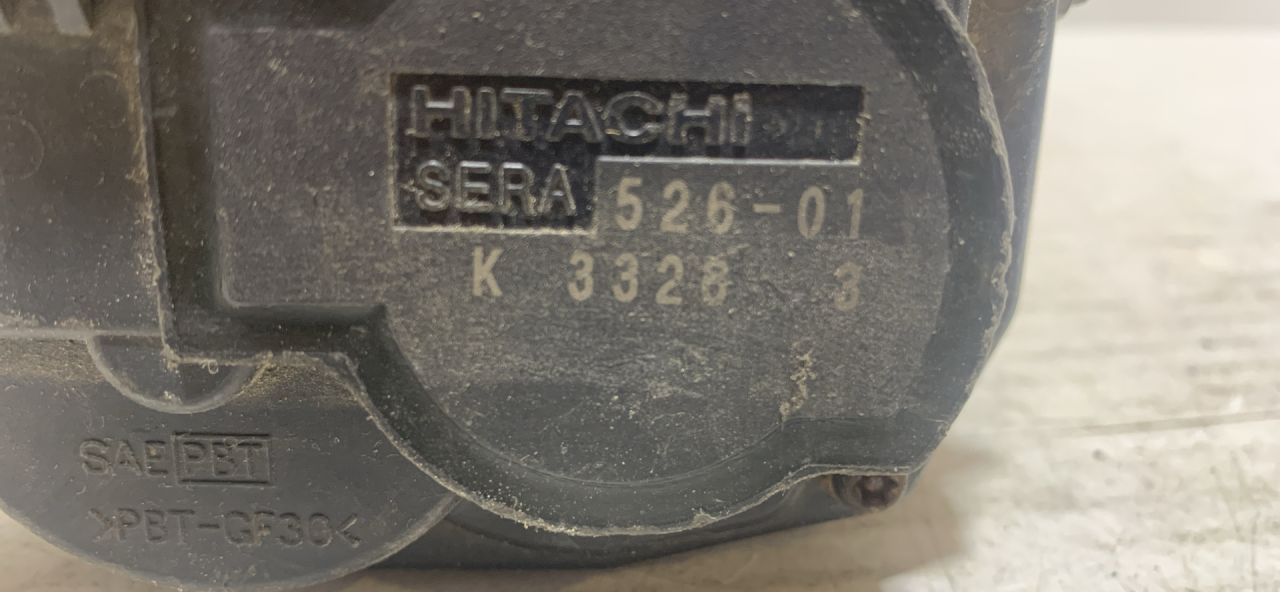 HITACHI
SERA 526-01
K 3328 3
SAE PBT
>PBT-GF30<